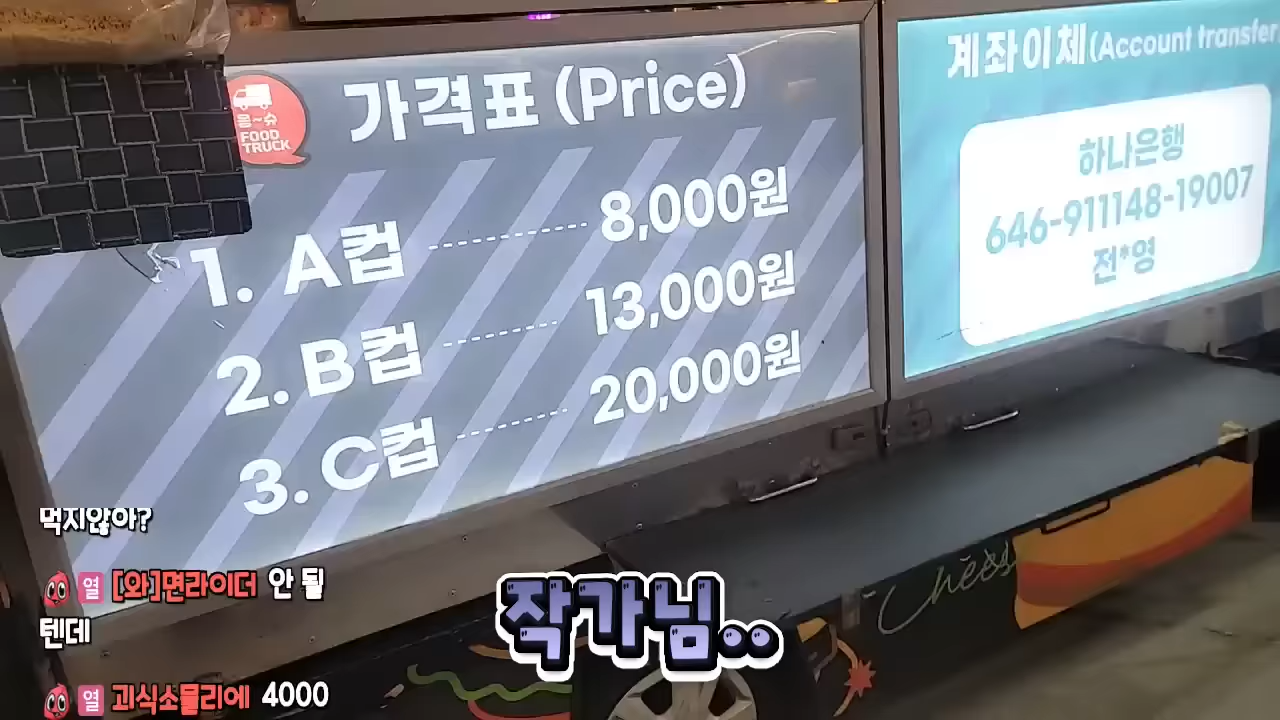 가격표 (Price)
몽~슈
FOOD
TRUCK
1. A컵 8,000원
2. B컵 13,000원
3. C컵 20,000원
계좌이체(Account transfer)
하나은행
646-911148-19007
전*영
Cheese
먹지않아?
열 [와]면라이더 안 될
텐데
열 괴식소믈리에 4000
작가님..